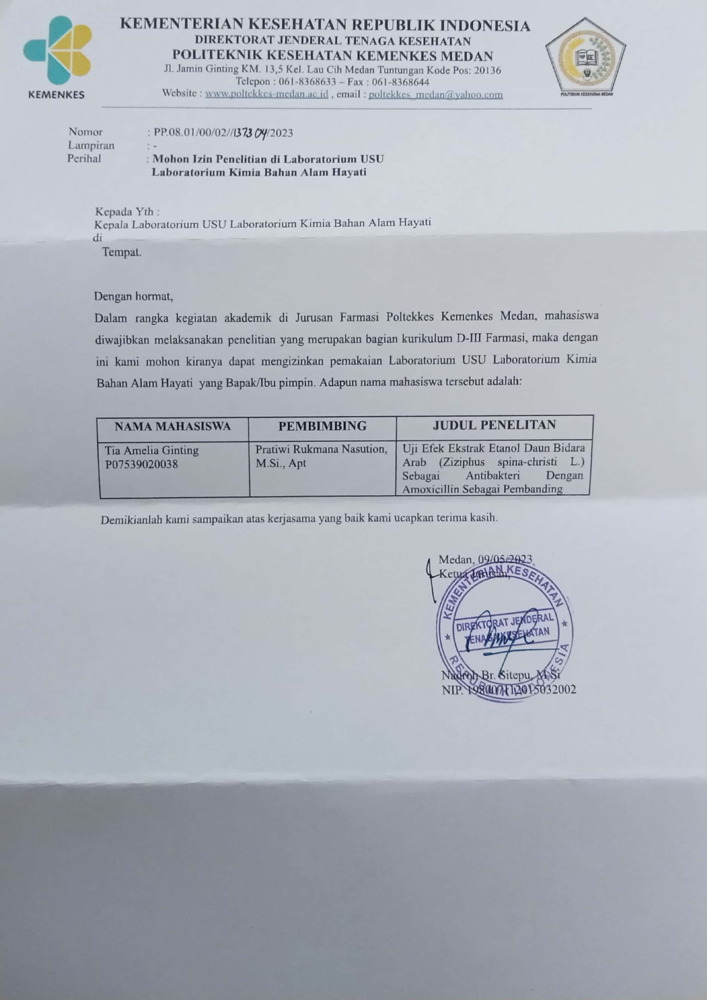 KEMENKES
KEMENTERIAN KESEHATAN REPUBLIK INDONESIA
DIREKTORAT JENDERAL TENAGA KESEHATAN
POLITEKNIK KESEHATAN KEMENKES MEDAN
Jl. Jamin Ginting KM. 13,5 Kel. Lau Cih Medan Tuntungan Kode Pos: 20136
Telepon : 061-8368633 – Fax : 061-8368644
Website : www.poltekkes-medan.ac.id , email : poltekkes_medan@yahoo.com
POLITEKNIK KESEHATAN MEDAN
Nomor : PP.08.01/00/02//1373 04/2023
Lampiran : -
Perihal : Mohon Izin Penelitian di Laboratorium USU
Laboratorium Kimia Bahan Alam Hayati
Kepada Yth :
Kepala Laboratorium USU Laboratorium Kimia Bahan Alam Hayati
di
Tempat.
Dengan hormat,
Dalam rangka kegiatan akademik di Jurusan Farmasi Poltekkes Kemenkes Medan, mahasiswa
diwajibkan melaksanakan penelitian yang merupakan bagian kurikulum D-III Farmasi, maka dengan
ini kami mohon kiranya dapat mengizinkan pemakaian Laboratorium USU Laboratorium Kimia
Bahan Alam Hayati yang Bapak/Ibu pimpin. Adapun nama mahasiswa tersebut adalah:
NAMA MAHASISWA PEMBIMBING JUDUL PENELITAN
Tia Amelia Ginting Pratiwi Rukmana Nasution, Uji Efek Ekstrak Etanol Daun Bidara
P07539020038 M.Si., Apt Arab (Ziziphus spina-christi L.)
Sebagai Antibakteri Dengan
Amoxicillin Sebagai Pembanding
Demikianlah kami sampaikan atas kerjasama yang baik kami ucapkan terima kasih.
Medan, 09/05/2023
Ketua Jurusan,
KEMENTERIAN KESEHATAN
DIREKTORAT JENDERAL
TENAGA KESEHATAN
REPUBLIK INDONESIA
Nadroh Br. Sitepu, M.Si
NIP. 198007112015032002